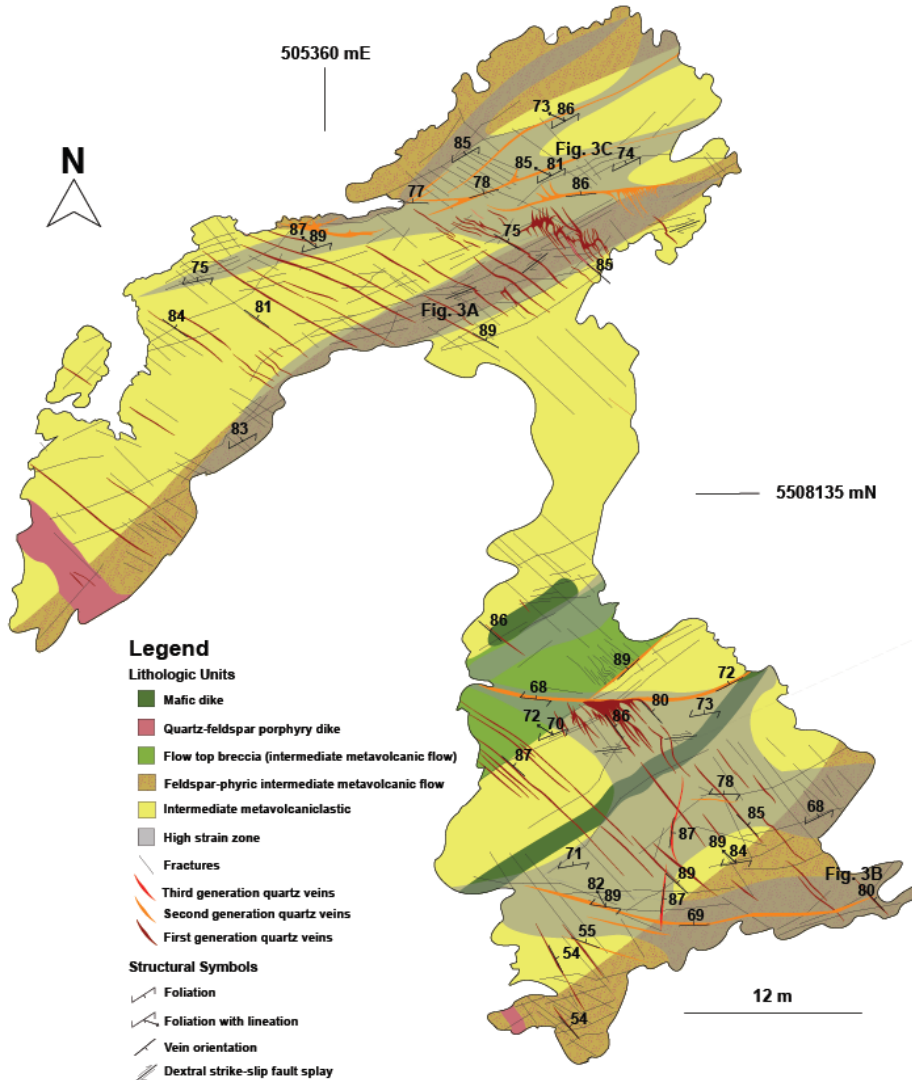 505360 mE
73 86
85
Fig. 3C
85 81
74
N
77
78
86
87
89
75
75
85
81
84
Fig. 3A
89
83
5508135 mN
86
89
72
68
80
73
72 70
86
87
78
85
68
87
89
84
71
89
Fig. 3B
82
89
87
80
69
55
54
54
12 m
Legend
Lithologic Units
Mafic dike
Quartz-feldspar porphyry dike
Flow top breccia (intermediate metavolcanic flow)
Feldspar-phyric intermediate metavolcanic flow
Intermediate metavolcaniclastic
High strain zone
Fractures
Third generation quartz veins
Second generation quartz veins
First generation quartz veins
Structural Symbols
Foliation
Foliation with lineation
Vein orientation
Dextral strike-slip fault splay